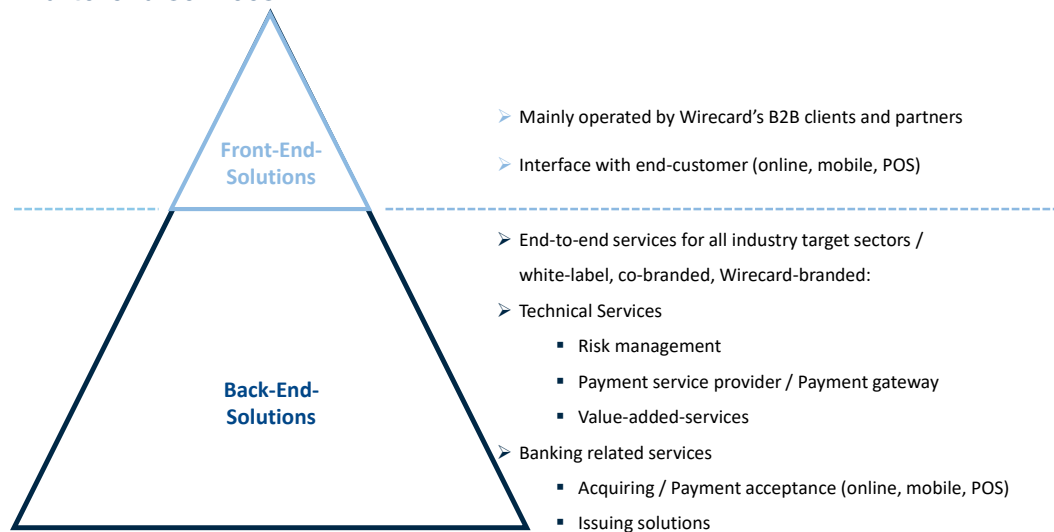 Front-End-
Solutions
➢ Mainly operated by Wirecard’s B2B clients and partners
➢ Interface with end-customer (online, mobile, POS)
Back-End-
Solutions
➢ End-to-end services for all industry target sectors /
white-label, co-branded, Wirecard-branded:
➢ Technical Services
▪ Risk management
▪ Payment service provider / Payment gateway
▪ Value-added-services
➢ Banking related services
▪ Acquiring / Payment acceptance (online, mobile, POS)
▪ Issuing solutions